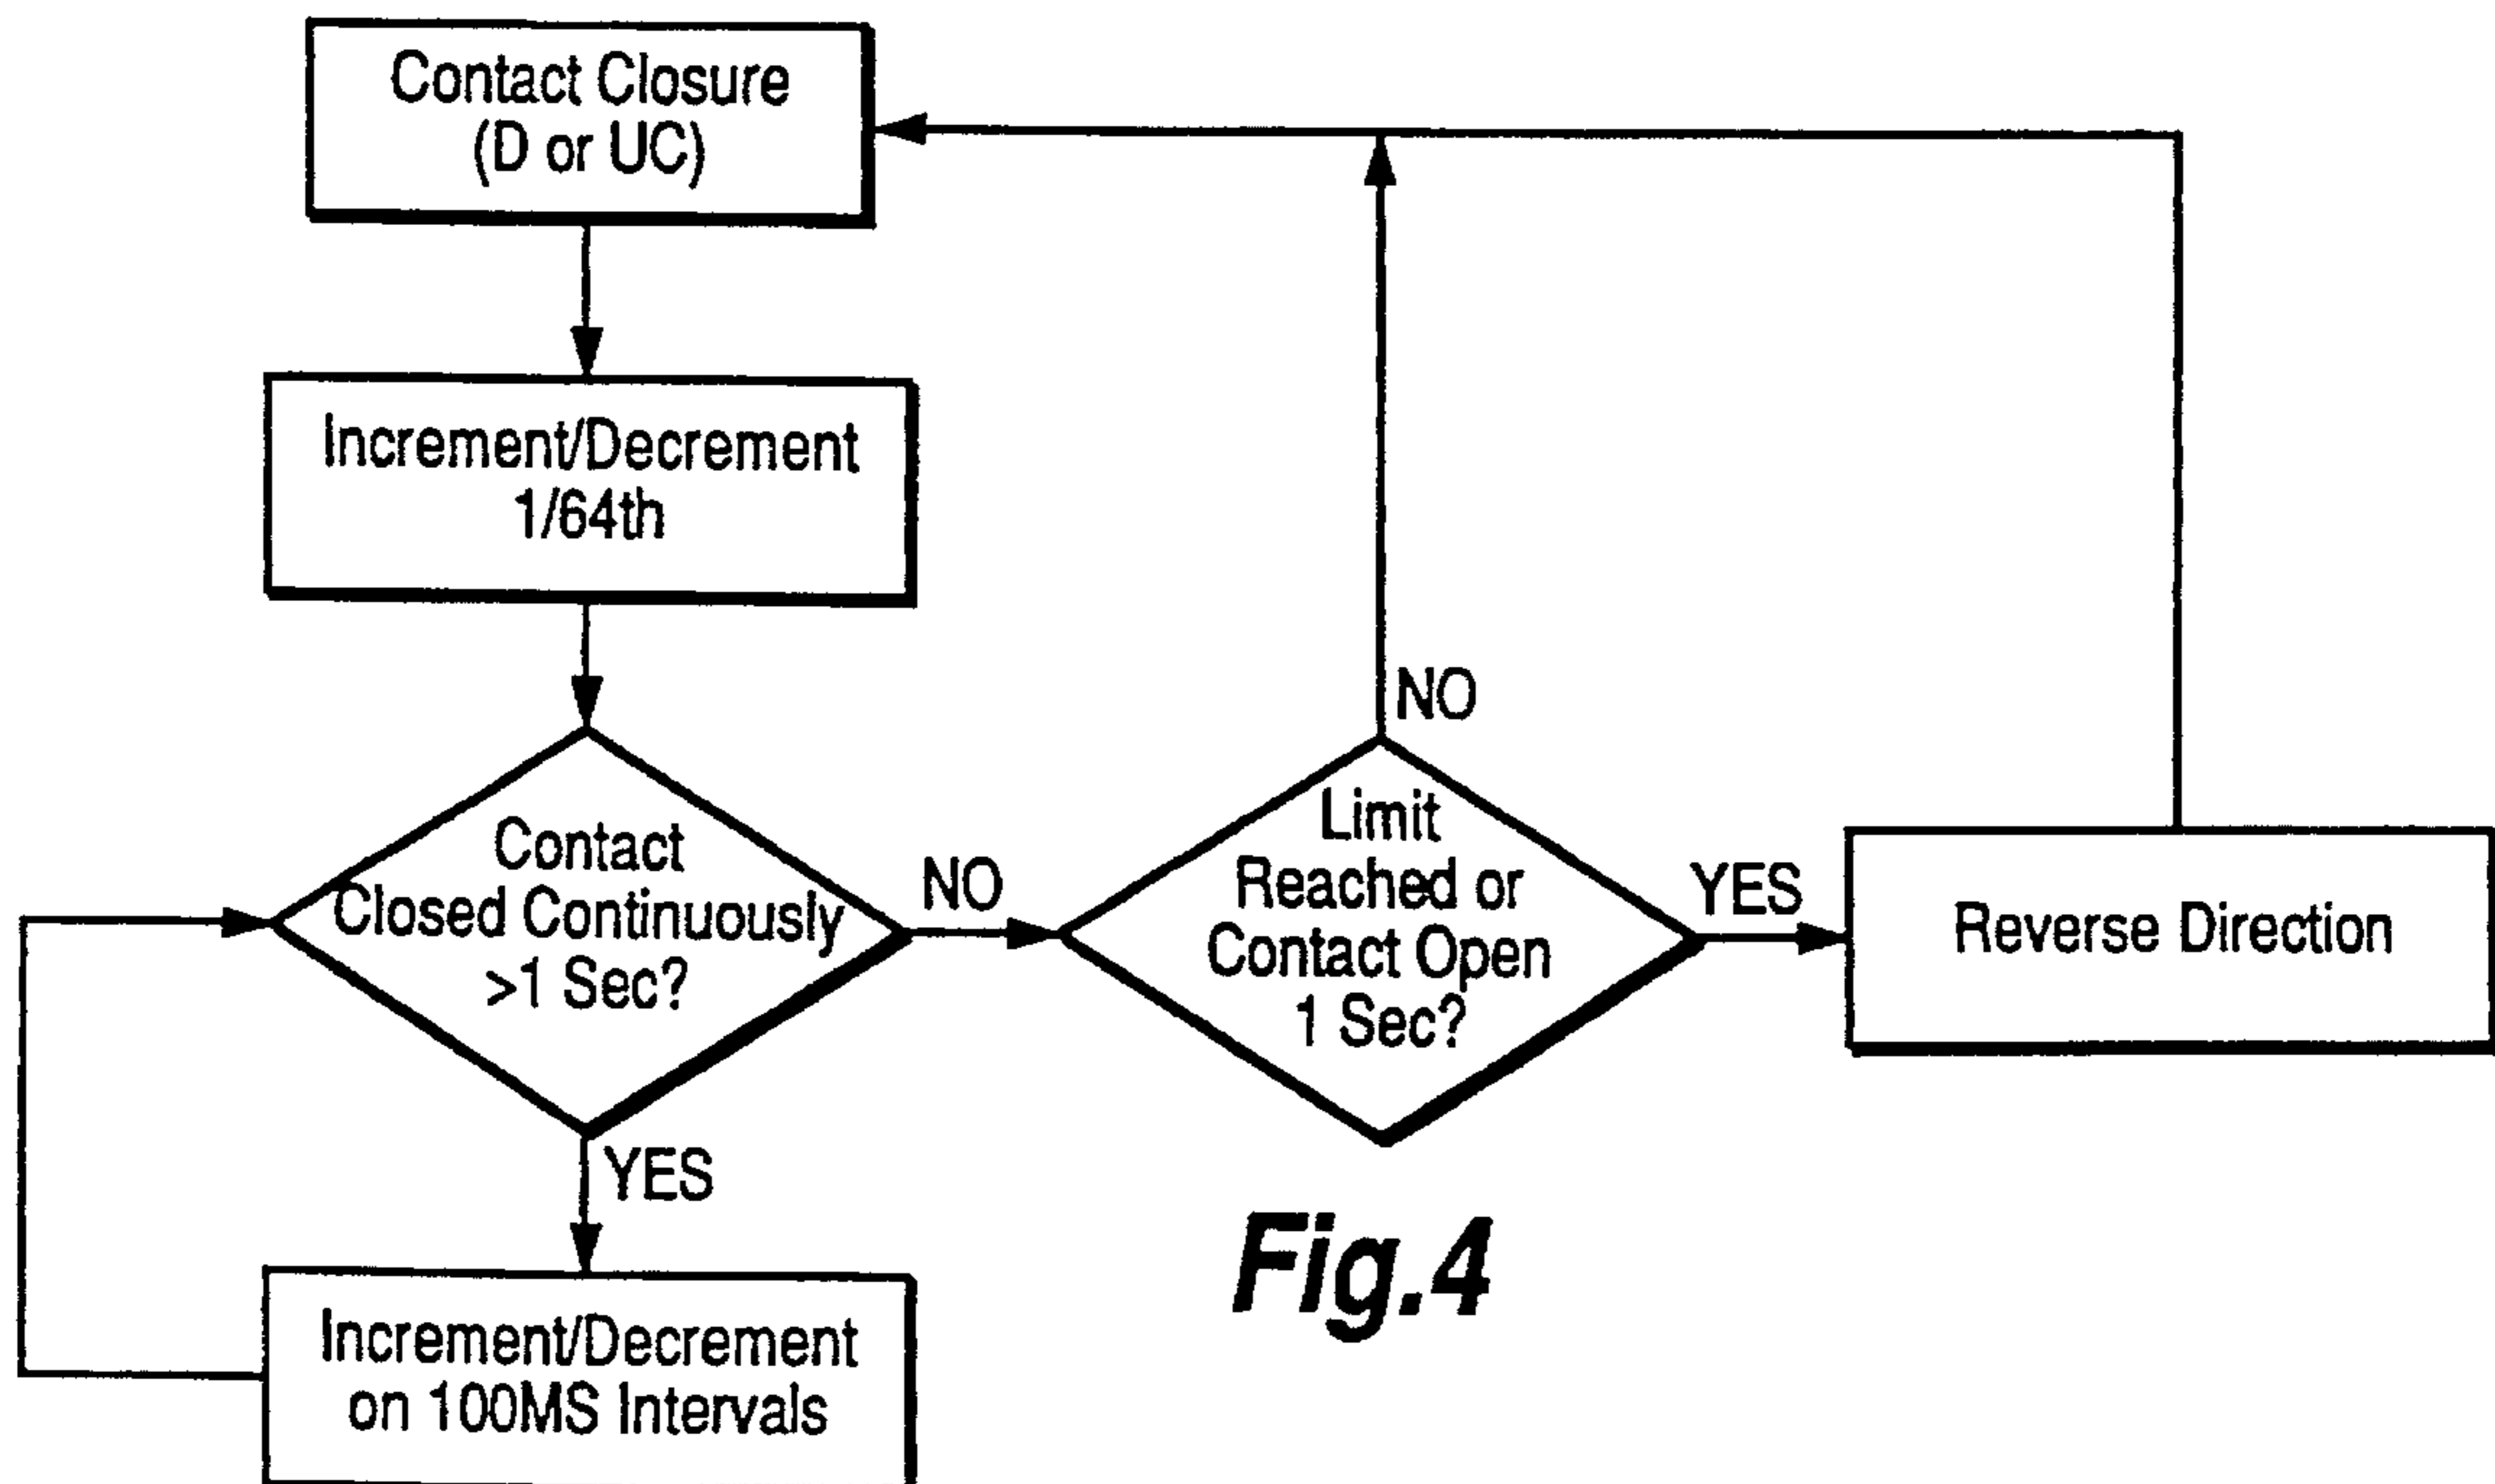 Contact Closure
(D or UC)
Increment/Decrement
1/64th
Contact
Closed Continuously
>1 Sec?
NO
YES
Increment/Decrement
on 100MS Intervals
Limit
Reached or
Contact Open
1 Sec?
NO
YES
Reverse Direction
Fig.4